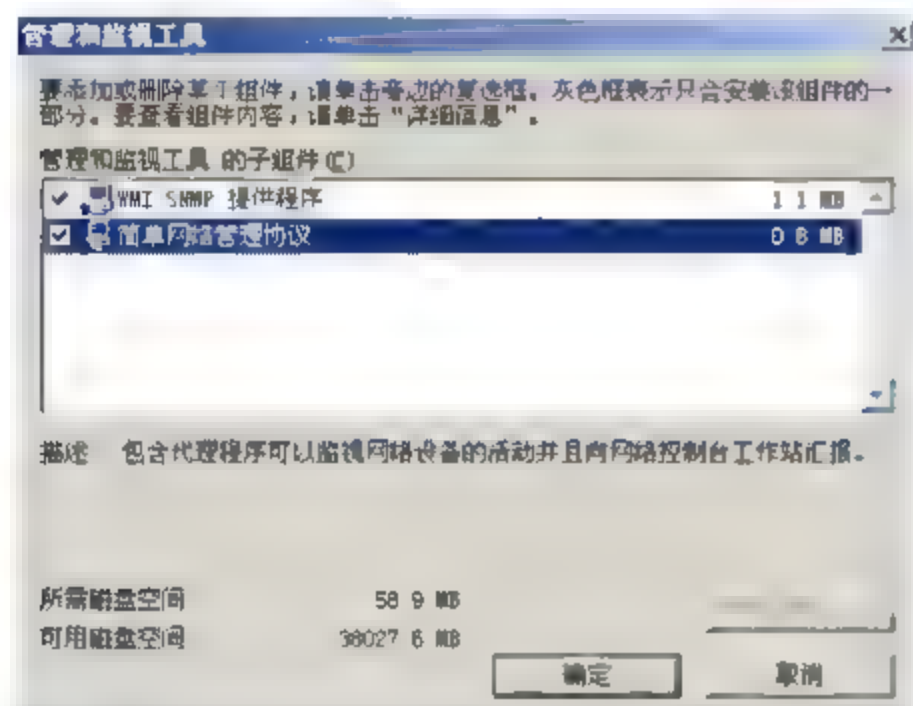 管理和监视工具
要添加或删除某个组件，请单击旁边的复选框。灰色框表示只会安装该组件的一
部分。要查看组件内容，请单击“详细信息”。
管理和监视工具 的子组件(C)
WMI SNMP 提供程序 1 1 MB
简单网络管理协议 0 8 MB
描述 包含代理程序可以监视网络设备的活动并且向网络控制台工作站汇报。
所需磁盘空间 58 9 MB
可用磁盘空间 38027 6 MB
确定 取消